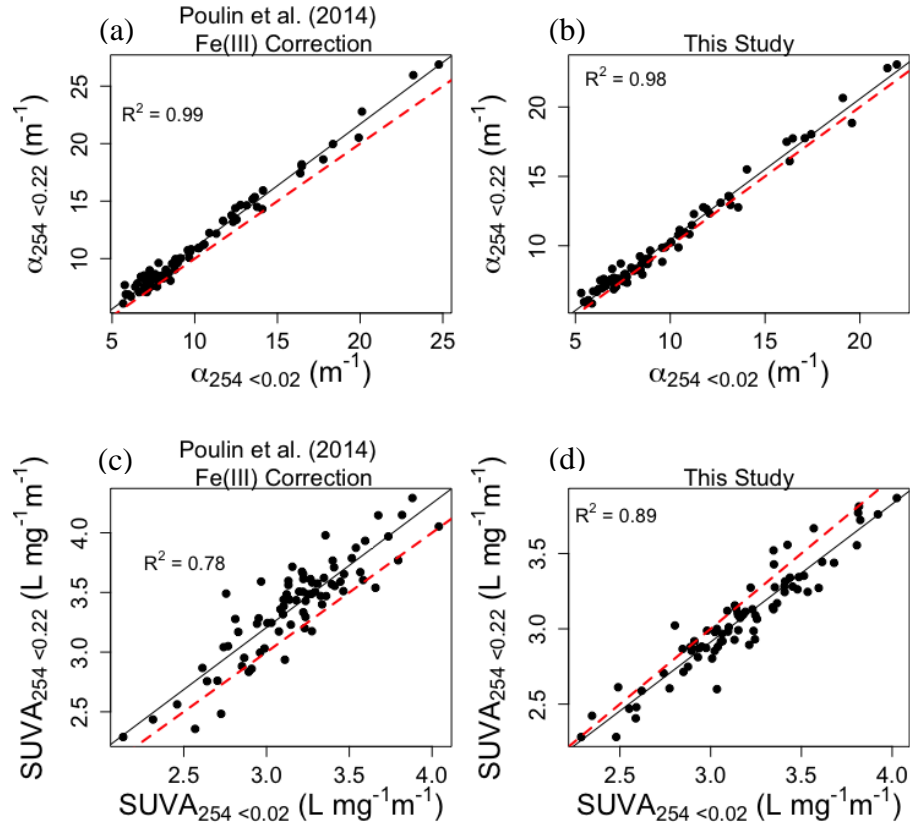 (a)
Poulin et al. (2014)
Fe(III) Correction
R² = 0.99
α₂₅₄ <0.22 (m⁻¹)
25
20
15
10
5
10
15
20
25
α₂₅₄ <0.02 (m⁻¹)
(b)
This Study
R² = 0.98
α₂₅₄ <0.22 (m⁻¹)
20
15
10
5
10
15
20
α₂₅₄ <0.02 (m⁻¹)
(c)
Poulin et al. (2014)
Fe(III) Correction
R² = 0.78
SUVA₂₅₄ <0.22 (L mg⁻¹m⁻¹)
4.0
3.5
3.0
2.5
2.5
3.0
3.5
4.0
SUVA₂₅₄ <0.02 (L mg⁻¹m⁻¹)
(d)
This Study
R² = 0.89
SUVA₂₅₄ <0.22 (L mg⁻¹m⁻¹)
3.5
3.0
2.5
2.5
3.0
3.5
4.0
SUVA₂₅₄ <0.02 (L mg⁻¹m⁻¹)